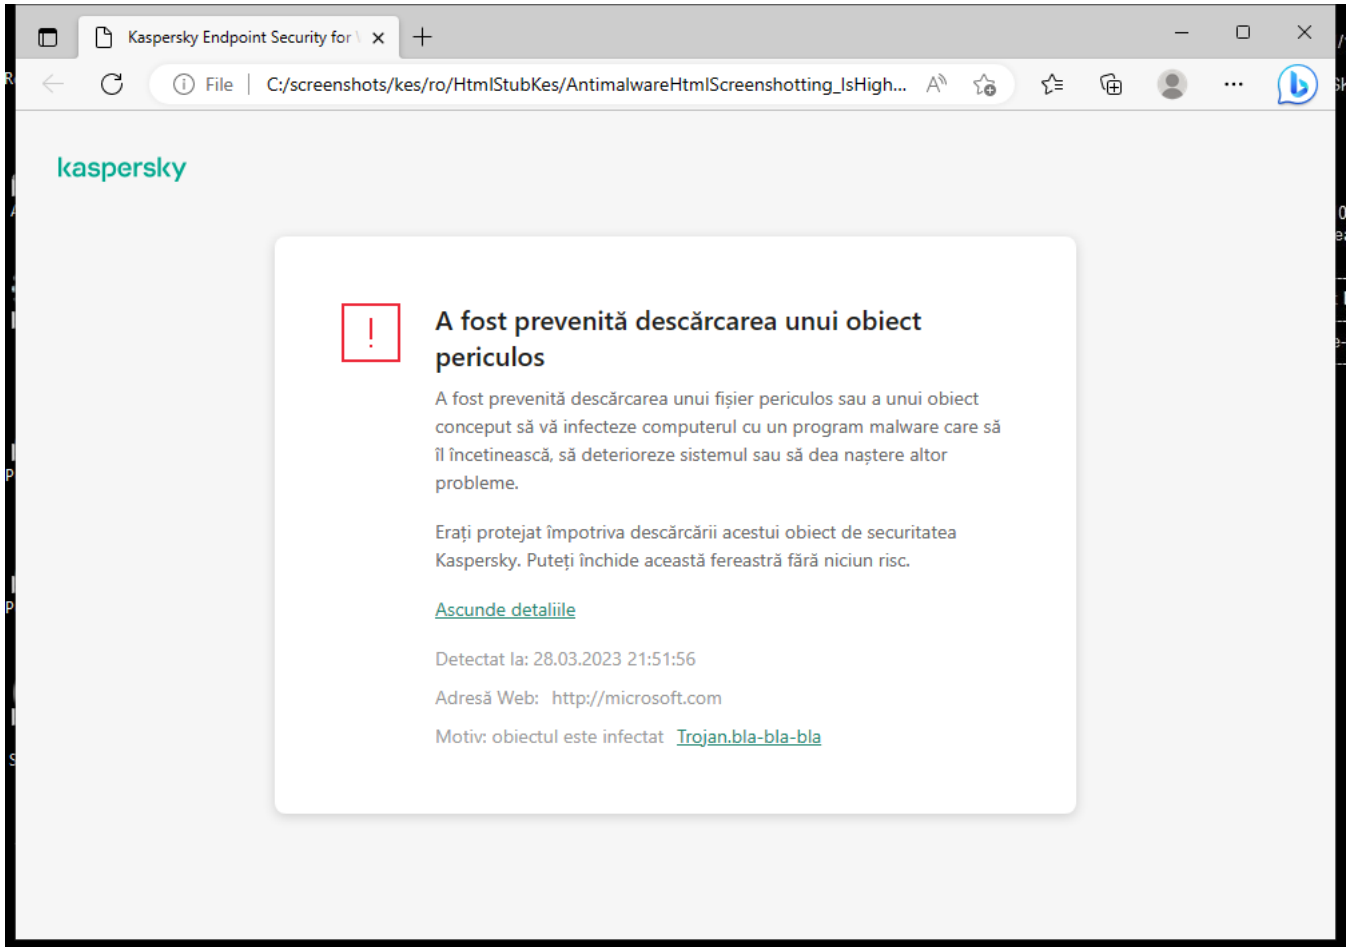 Kaspersky Endpoint Security for
File
C:/screenshots/kes/ro/HtmlStubKes/AntimalwareHtmlScreenshotting_IsHigh...
kaspersky
A fost prevenită descărcarea unui obiect
periculos
A fost prevenită descărcarea unui fișier periculos sau a unui obiect
conceput să vă infecteze computerul cu un program malware care să
îl încetinească, să deterioreze sistemul sau să dea naștere altor
probleme.
Erați protejat împotriva descărcării acestui obiect de securitatea
Kaspersky. Puteți închide această fereastră fără niciun risc.
Ascunde detaliile
Detectat la: 28.03.2023 21:51:56
Adresă Web: http://microsoft.com
Motiv: obiectul este infectat Trojan.bla-bla-bla